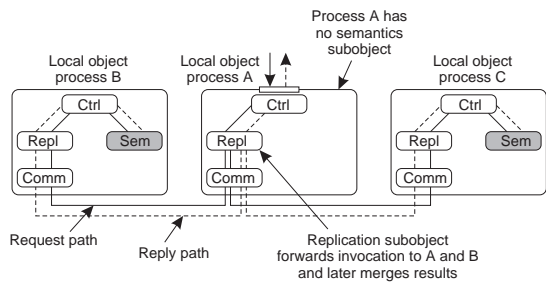 Process A has
no semantics
subobject
Local object
process B
Local object
process A
Local object
process C
Ctrl
Ctrl
Ctrl
Repl
Sem
Repl
Repl
Sem
Comm
Comm
Comm
Request path
Reply path
Replication subobject
forwards invocation to A and B
and later merges results